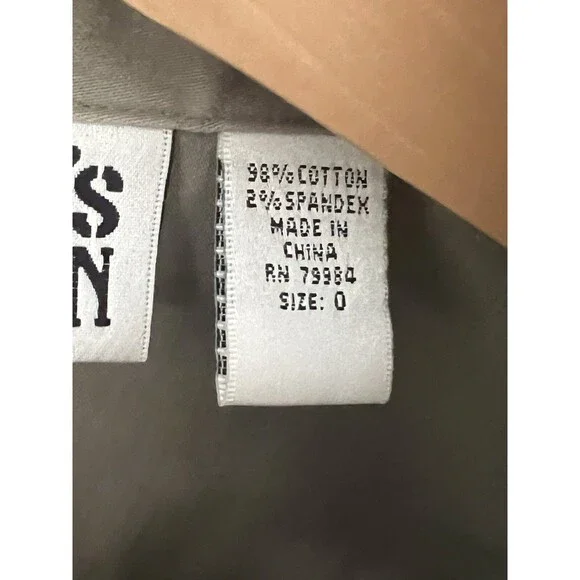 'S
N
98% COTTON
2% SPANDEX
MADE IN
CHINA
RN 79984
SIZE: 0